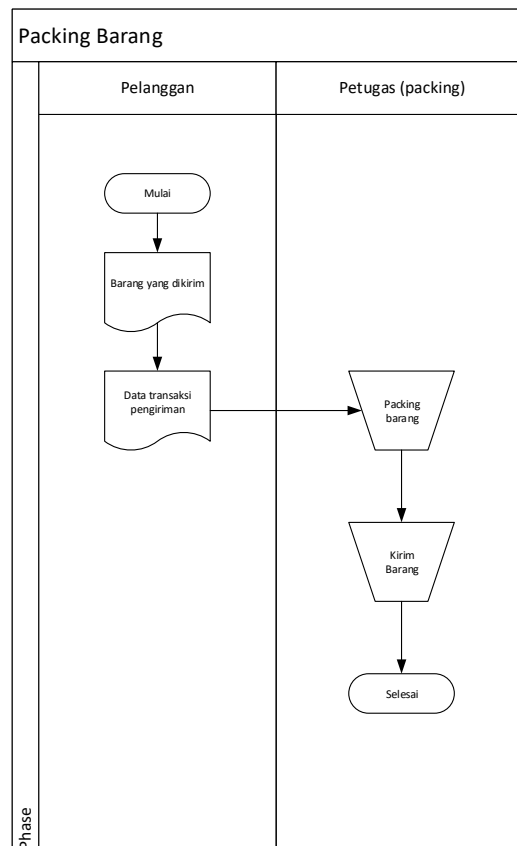 Packing Barang
Pelanggan
Petugas (packing)
Mulai
Barang yang dikirim
Data transaksi
pengiriman
Packing
barang
Kirim
Barang
Selesai
Phase